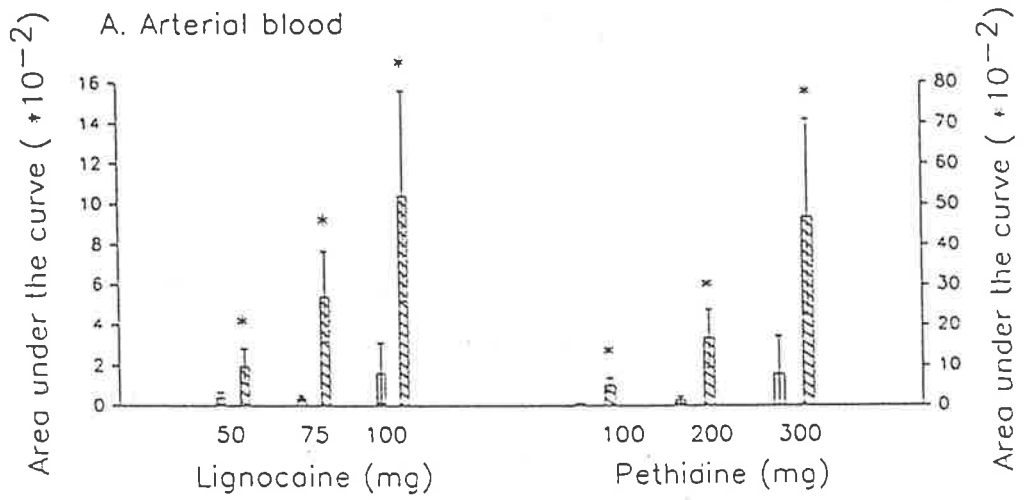 A. Arterial blood
Area under the curve ( *10⁻²)
16
14
12
10
8
6
4
2
0
* * *
* * *
80
70
60
50
40
30
20
10
0
Area under the curve ( *10⁻²)
50 75 100
100 200 300
Lignocaine (mg)
Pethidine (mg)